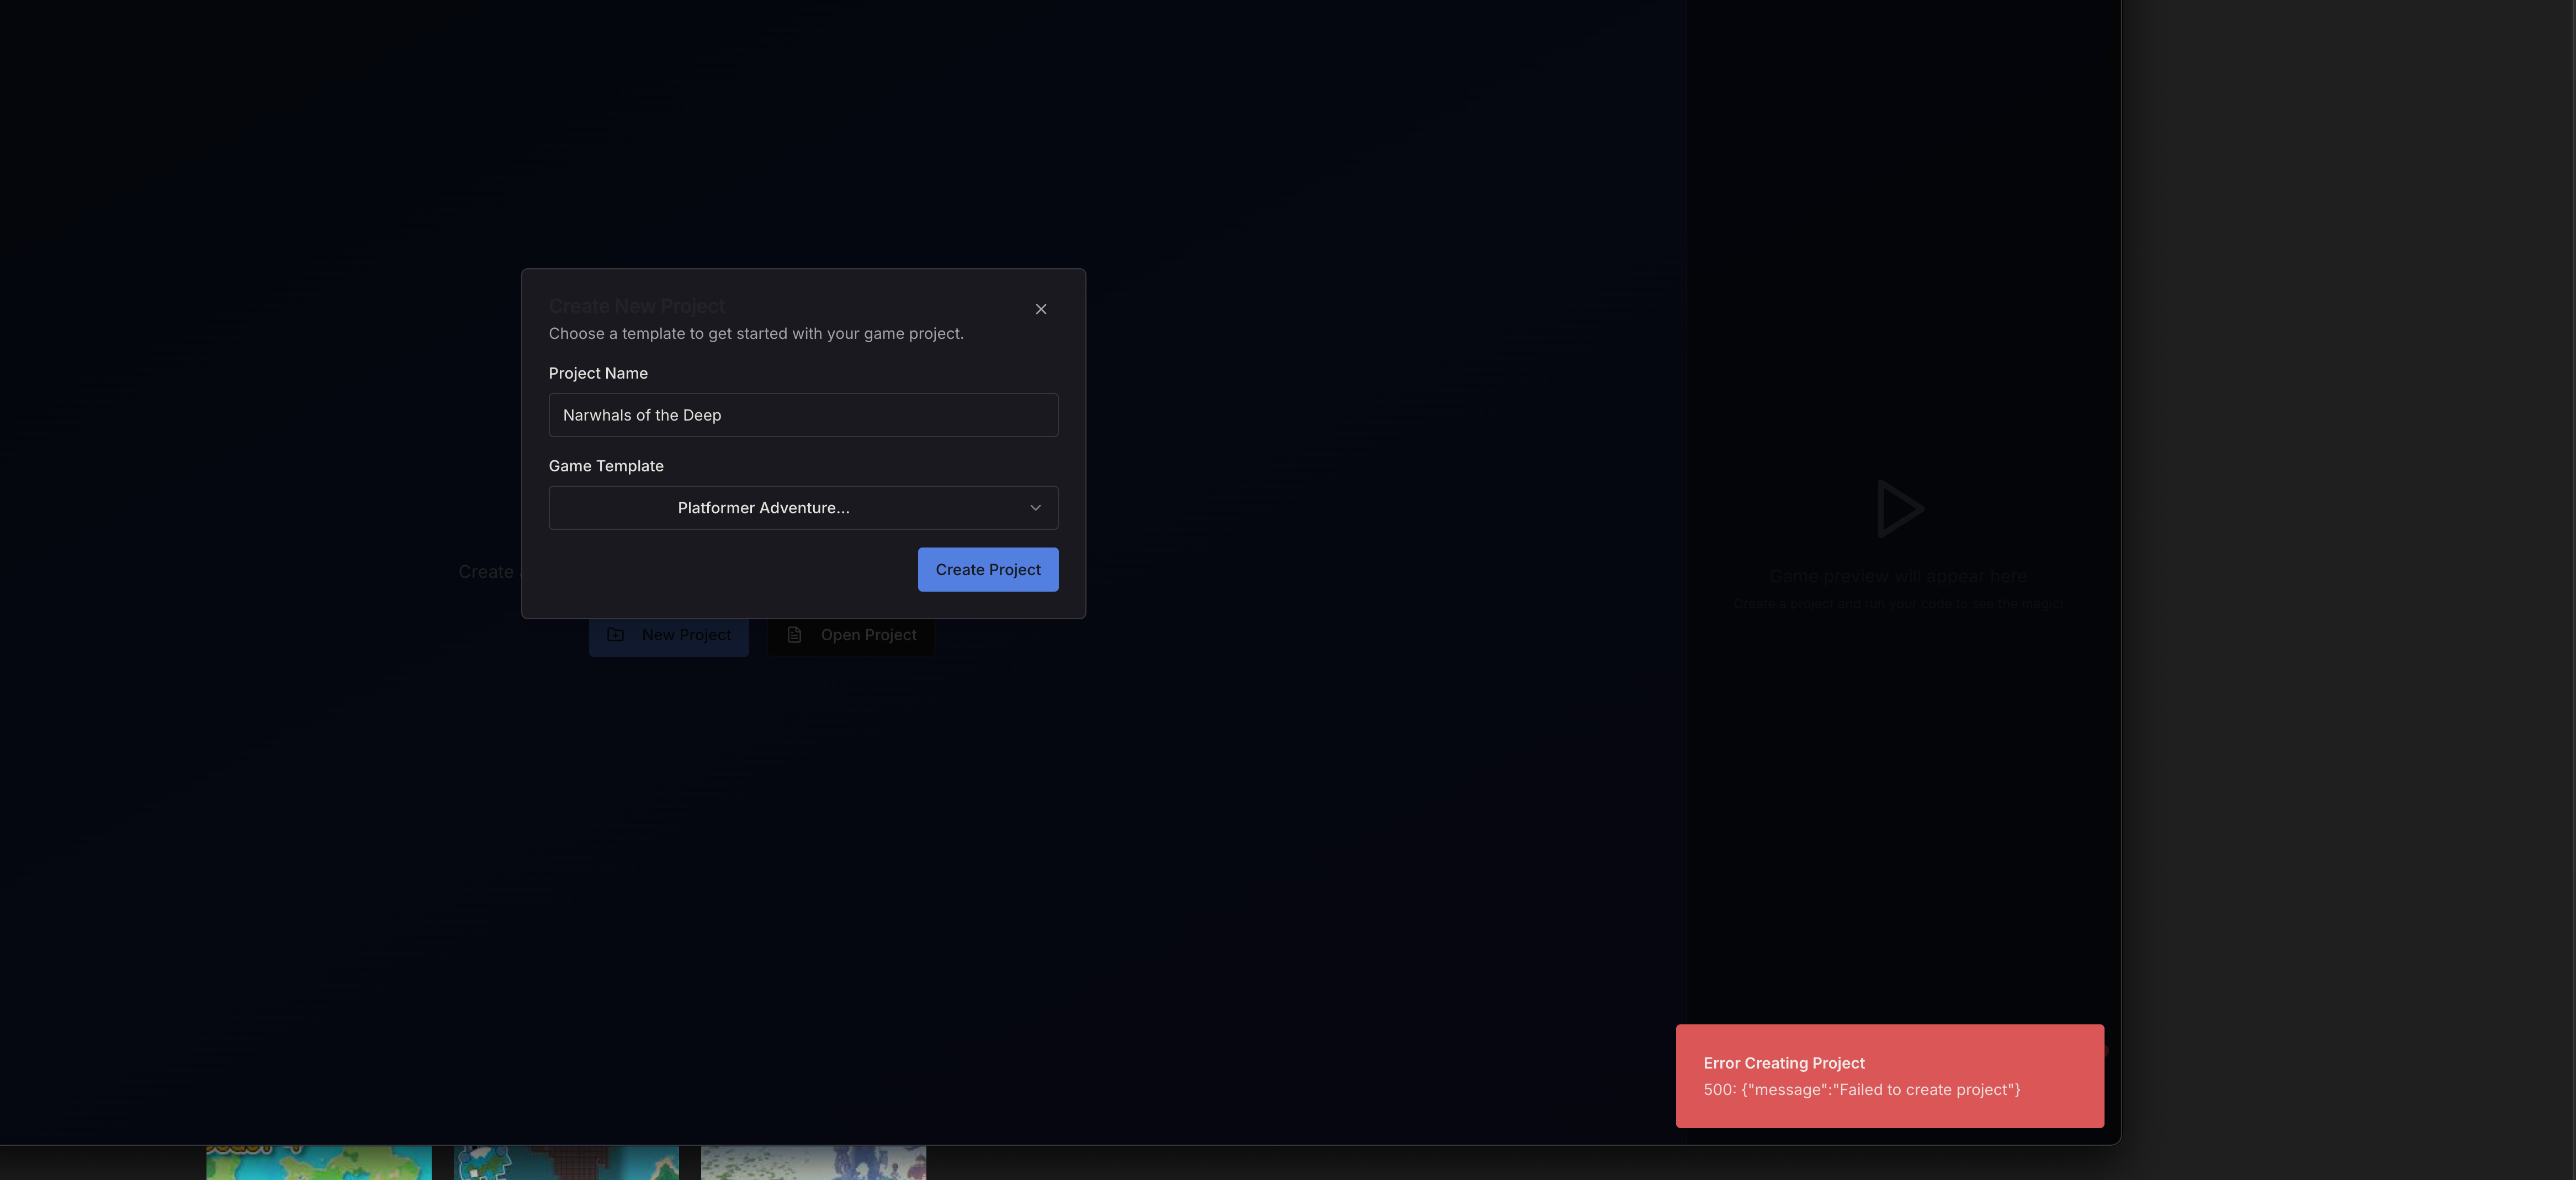 Create New Project
Choose a template to get started with your game project.
Project Name
Narwhals of the Deep
Game Template
Platformer Adventure...
Create Project
Create
New Project
Open Project
Game preview will appear here
Create a project and run your code to see the magic!
Error Creating Project
500: {"message":"Failed to create project"}